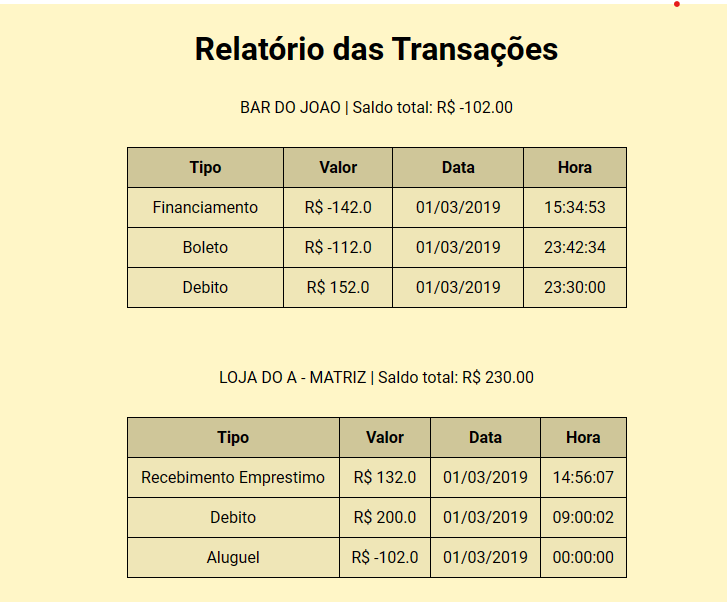 Relatório das Transações
BAR DO JOAO | Saldo total: R$ -102.00
Tipo Valor Data Hora
Financiamento R$ -142.0 01/03/2019 15:34:53
Boleto R$ -112.0 01/03/2019 23:42:34
Debito R$ 152.0 01/03/2019 23:30:00
LOJA DO A - MATRIZ | Saldo total: R$ 230.00
Tipo Valor Data Hora
Recebimento Emprestimo R$ 132.0 01/03/2019 14:56:07
Debito R$ 200.0 01/03/2019 09:00:02
Aluguel R$ -102.0 01/03/2019 00:00:00